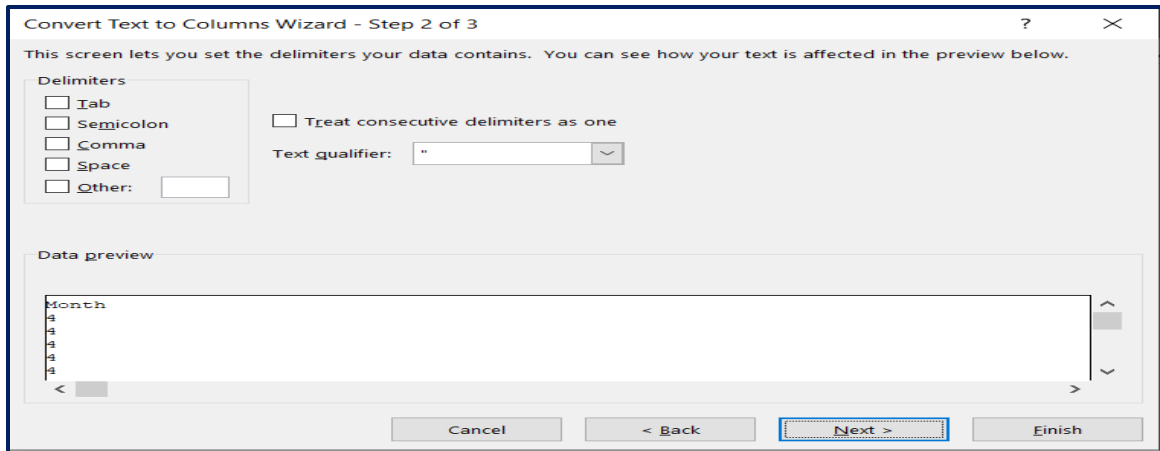 Convert Text to Columns Wizard - Step 2 of 3 ?
This screen lets you set the delimiters your data contains. You can see how your text is affected in the preview below.
Delimiters
Tab
Semicolon
Comma
Space
Other:
Treat consecutive delimiters as one
Text qualifier: "
Data preview
Month
4
4
4
4
4
Cancel < Back Next > Finish